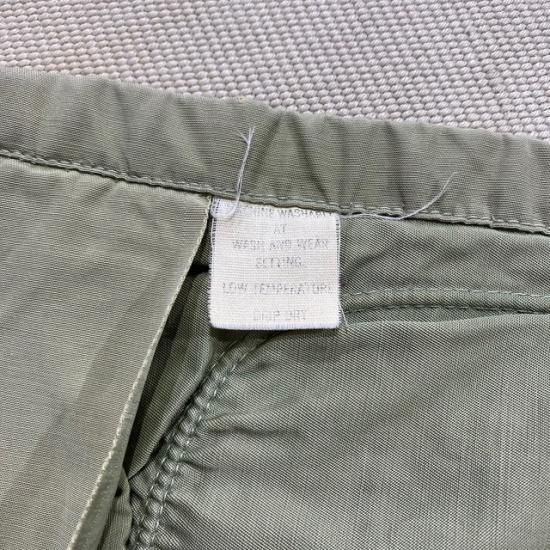 MACHINE WASHABLE
AT
WASH AND WEAR
SETTING
LOW TEMPERATURE
DRIP DRY